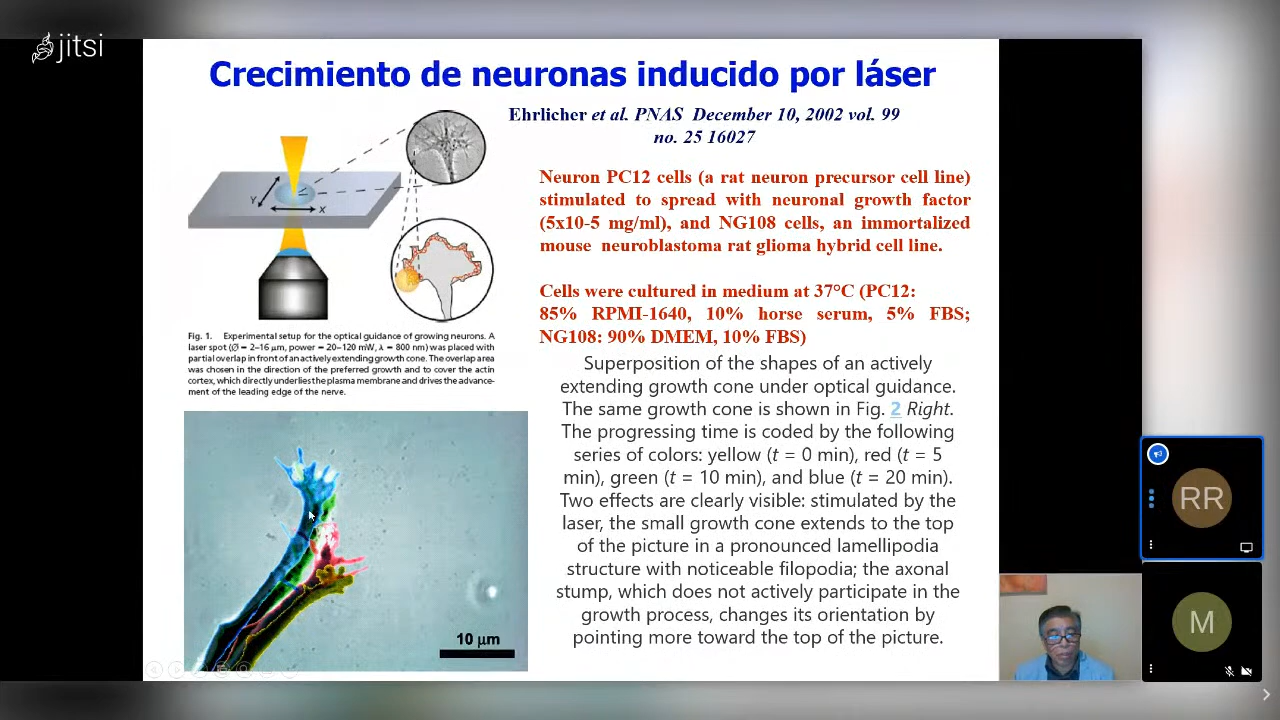 jitsi
Crecimiento de neuronas inducido por láser
Ehrlicher et al. PNAS December 10, 2002 vol. 99
no. 25 16027
Y
X
Fig. 1. Experimental setup for the optical guidance of growing neurons. A
laser spot (Ø = 2–16 μm, power = 20–120 mW, λ = 800 nm) was placed with
partial overlap in front of an actively extending growth cone. The overlap area
was chosen in the direction of the preferred growth and to cover the actin
cortex, which directly underlies the plasma membrane and drives the advance-
ment of the leading edge of the nerve.
10 μm
Neuron PC12 cells (a rat neuron precursor cell line)
stimulated to spread with neuronal growth factor
(5x10-5 mg/ml), and NG108 cells, an immortalized
mouse neuroblastoma rat glioma hybrid cell line.
Cells were cultured in medium at 37°C (PC12:
85% RPMI-1640, 10% horse serum, 5% FBS;
NG108: 90% DMEM, 10% FBS)
Superposition of the shapes of an actively
extending growth cone under optical guidance.
The same growth cone is shown in Fig. 2 Right.
The progressing time is coded by the following
series of colors: yellow (t = 0 min), red (t = 5
min), green (t = 10 min), and blue (t = 20 min).
Two effects are clearly visible: stimulated by the
laser, the small growth cone extends to the top
of the picture in a pronounced lamellipodia
structure with noticeable filopodia; the axonal
stump, which does not actively participate in the
growth process, changes its orientation by
pointing more toward the top of the picture.
RR
M